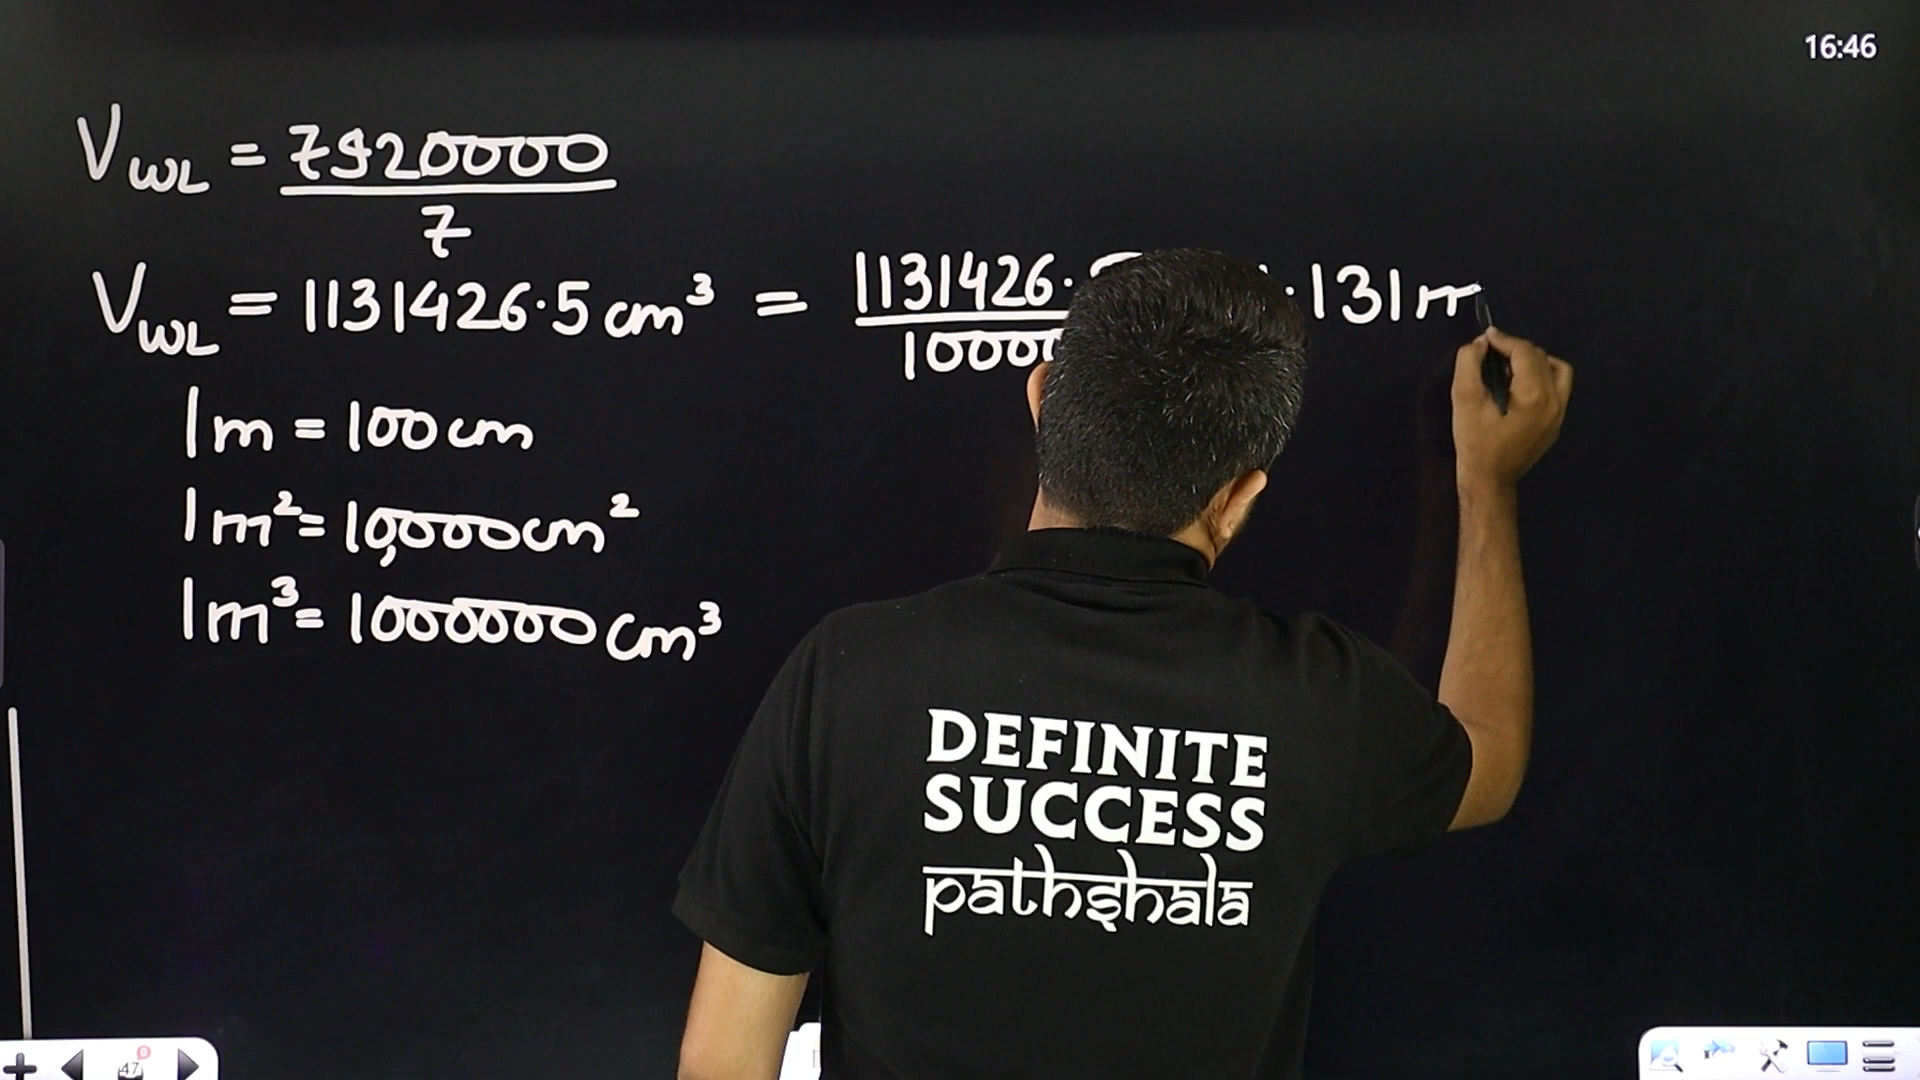 16:46
V_WL = 7920000
7
V_WL = 1131426.5 cm³ = 1131426.
·131 m
1 m = 100 cm
1 m² = 10,000 cm²
1 m³ = 1000000 cm³
DEFINITE
SUCCESS
pathshala
47